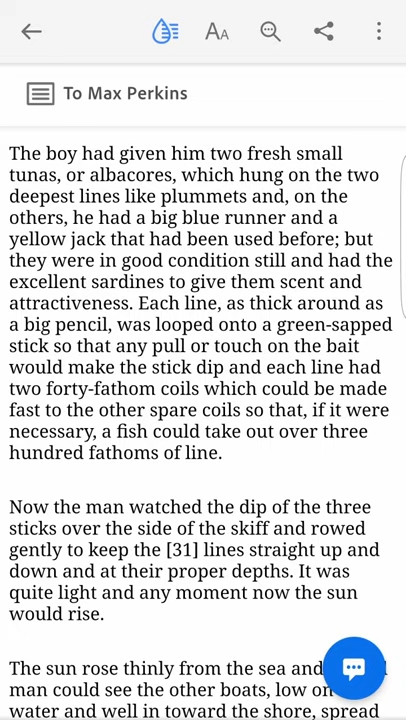 AA
To Max Perkins
The boy had given him two fresh small
tunas, or albacores, which hung on the two
deepest lines like plummets and, on the
others, he had a big blue runner and a
yellow jack that had been used before; but
they were in good condition still and had the
excellent sardines to give them scent and
attractiveness. Each line, as thick around as
a big pencil, was looped onto a green-sapped
stick so that any pull or touch on the bait
would make the stick dip and each line had
two forty-fathom coils which could be made
fast to the other spare coils so that, if it were
necessary, a fish could take out over three
hundred fathoms of line.
Now the man watched the dip of the three
sticks over the side of the skiff and rowed
gently to keep the [31] lines straight up and
down and at their proper depths. It was
quite light and any moment now the sun
would rise.
The sun rose thinly from the sea and
man could see the other boats, low on
water and well in toward the shore, spread